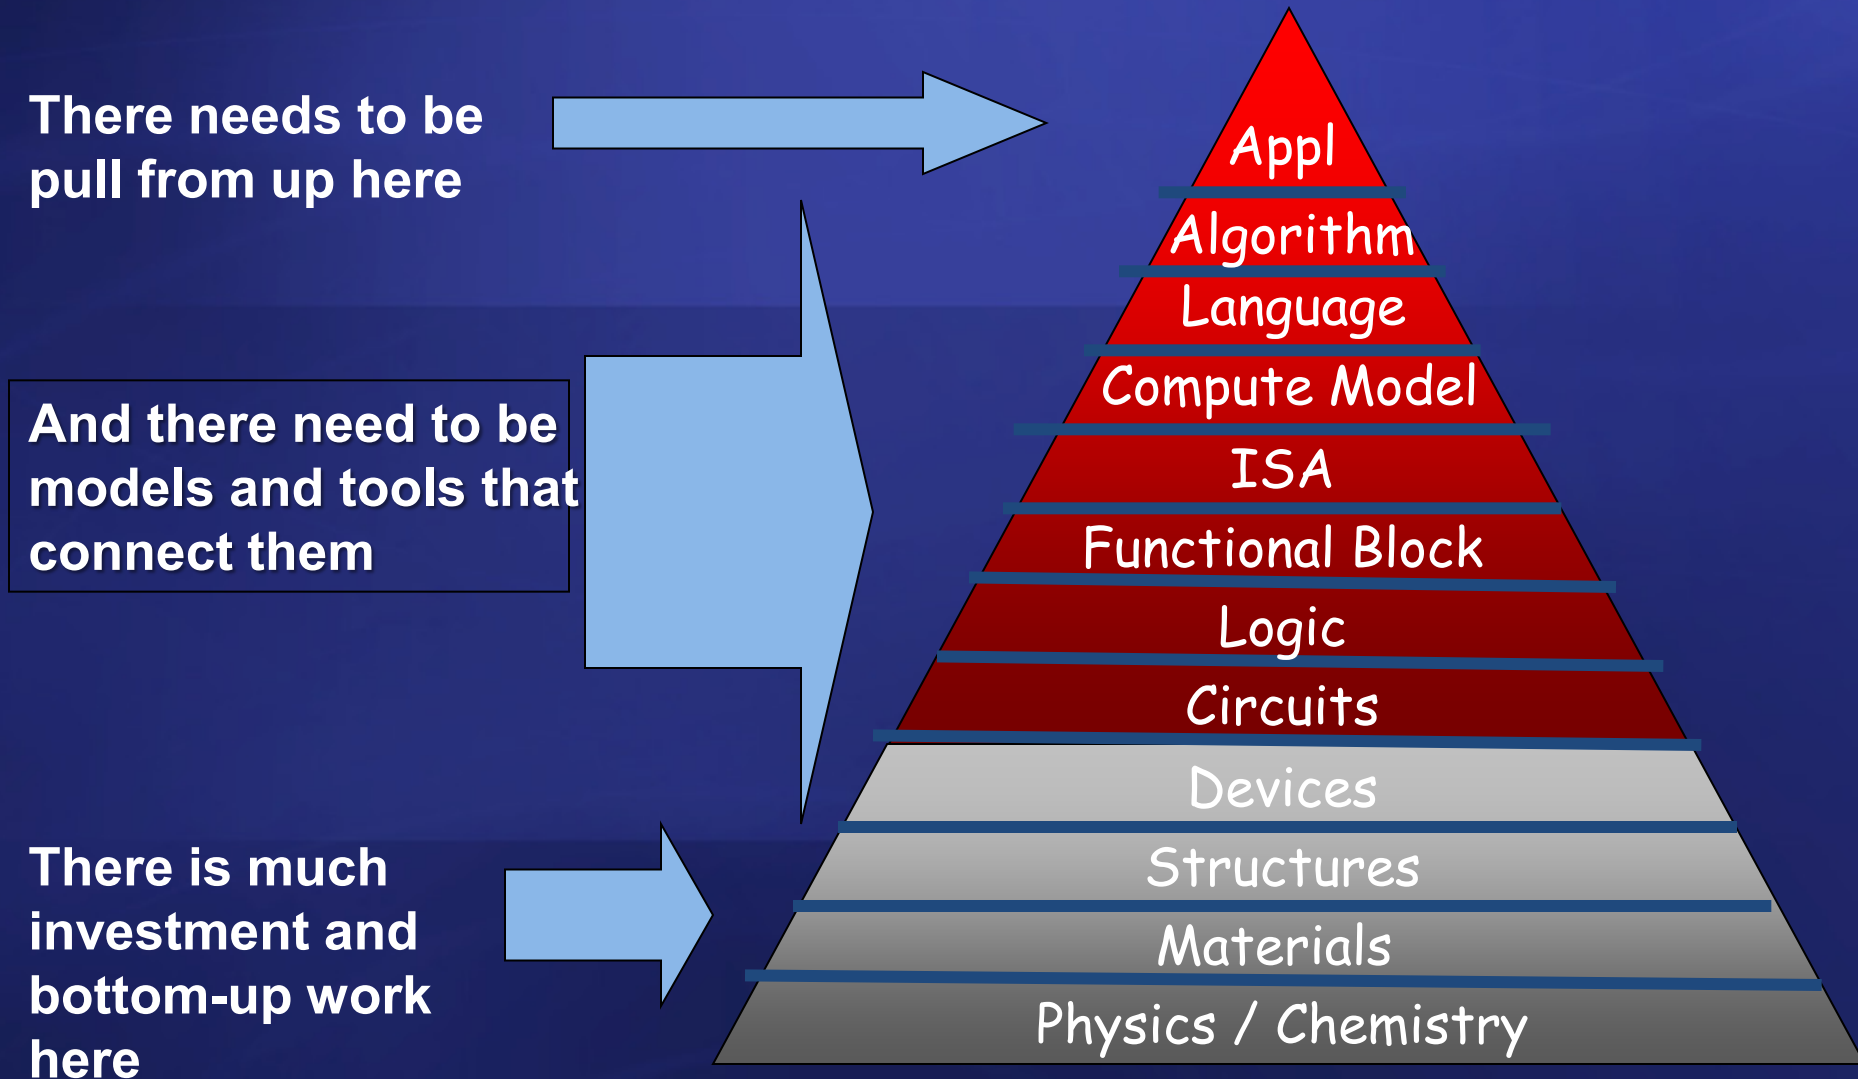 There needs to be
pull from up here
And there need to be
models and tools that
connect them
There is much
investment and
bottom-up work
here
Appl
Algorithm
Language
Compute Model
ISA
Functional Block
Logic
Circuits
Devices
Structures
Materials
Physics / Chemistry